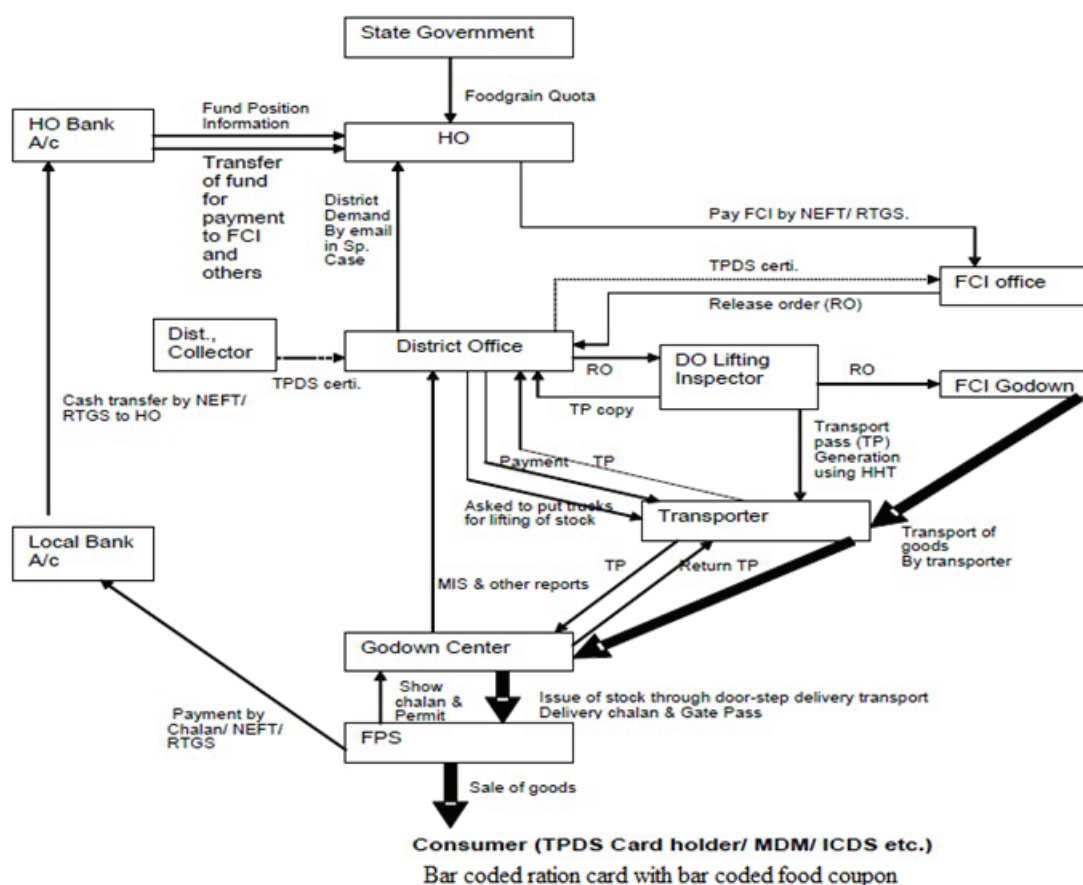 State Government
Foodgrain Quota
HO Bank
A/c
Fund Position
Information
HO
Transfer
of fund
for
payment
to FCI
and
others
District
Demand
By email
in Sp.
Case
Pay FCI by NEFT/ RTGS.
TPDS certi.
FCI office
Release order (RO)
Dist.,
Collector
TPDS certi.
District Office
RO
DO Lifting
Inspector
RO
FCI Godown
TP copy
Cash transfer by NEFT/
RTGS to HO
Transport
pass (TP)
Generation
using HHT
Payment
TP
Asked to put trucks
for lifting of stock
Transporter
Transport of
goods
By transporter
Local Bank
A/c
MIS & other reports
TP
Return TP
Godown Center
Show
chalan &
Permit
Issue of stock through door-step delivery transport
Delivery chalan & Gate Pass
Payment by
Chalan/ NEFT/
RTGS
FPS
Sale of goods
Consumer (TPDS Card holder/ MDM/ ICDS etc.)
Bar coded ration card with bar coded food coupon